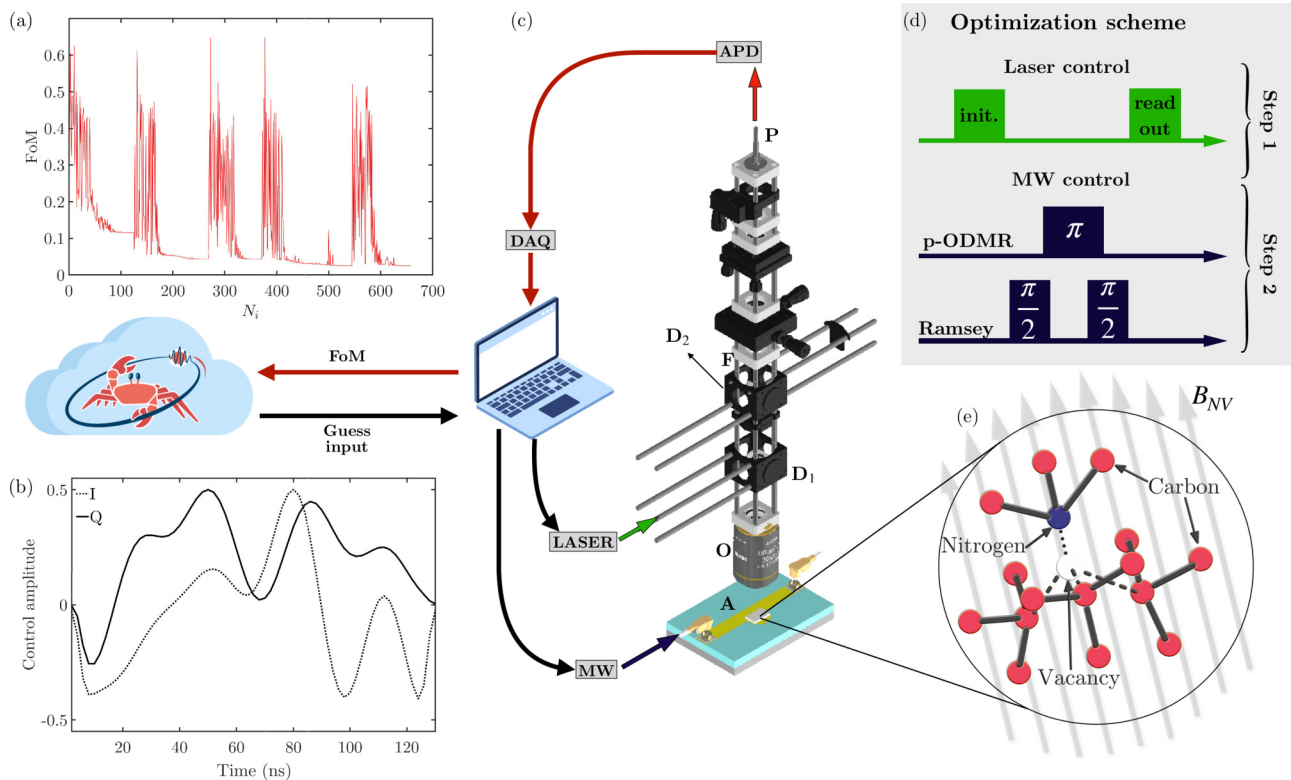 (a)
0.6
0.5
0.4
0.3
0.2
0.1
0
FoM
0 100 200 300 400 500 600 700
N_i
FoM
Guess
input
(b)
I
Q
0.5
0
-0.5
Control amplitude
20 40 60 80 100 120
Time (ns)
(c)
APD
P
DAQ
D2
F
D1
LASER
O
A
MW
(d)
Optimization scheme
Laser control
init.
read
out
Step 1
MW control
p-ODMR
π
Step 2
Ramsey
π
2
π
2
(e)
B_NV
Carbon
Nitrogen
Vacancy